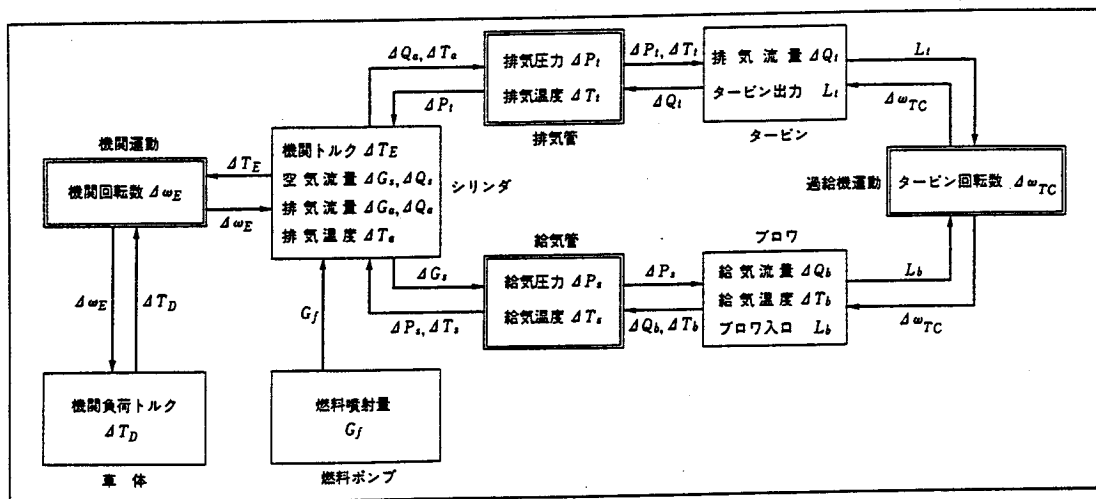 ΔQa, ΔTa
ΔPt
排気圧力 ΔPt
排気温度 ΔTt
排気管
ΔPt, ΔTt
ΔQt
排気流量 ΔQt
タービン出力 Lt
タービン
Lt
ΔωTC
機関運動
機関回転数 ΔωE
ΔTE
ΔωE
機関トルク ΔTE
空気流量 ΔGs, ΔQs
排気流量 ΔGa, ΔQa
排気温度 ΔTa
シリンダ
過給機運動
タービン回転数 ΔωTC
ΔGs
ΔPs, ΔTs
給気管
給気圧力 ΔPs
給気温度 ΔTs
ΔPs
ΔQb, ΔTb
ブロワ
給気流量 ΔQb
給気温度 ΔTb
ブロワ入口 Lb
Lb
ΔωTC
ΔωE
ΔTD
Gf
機関負荷トルク
ΔTD
車体
燃料噴射量
Gf
燃料ポンプ